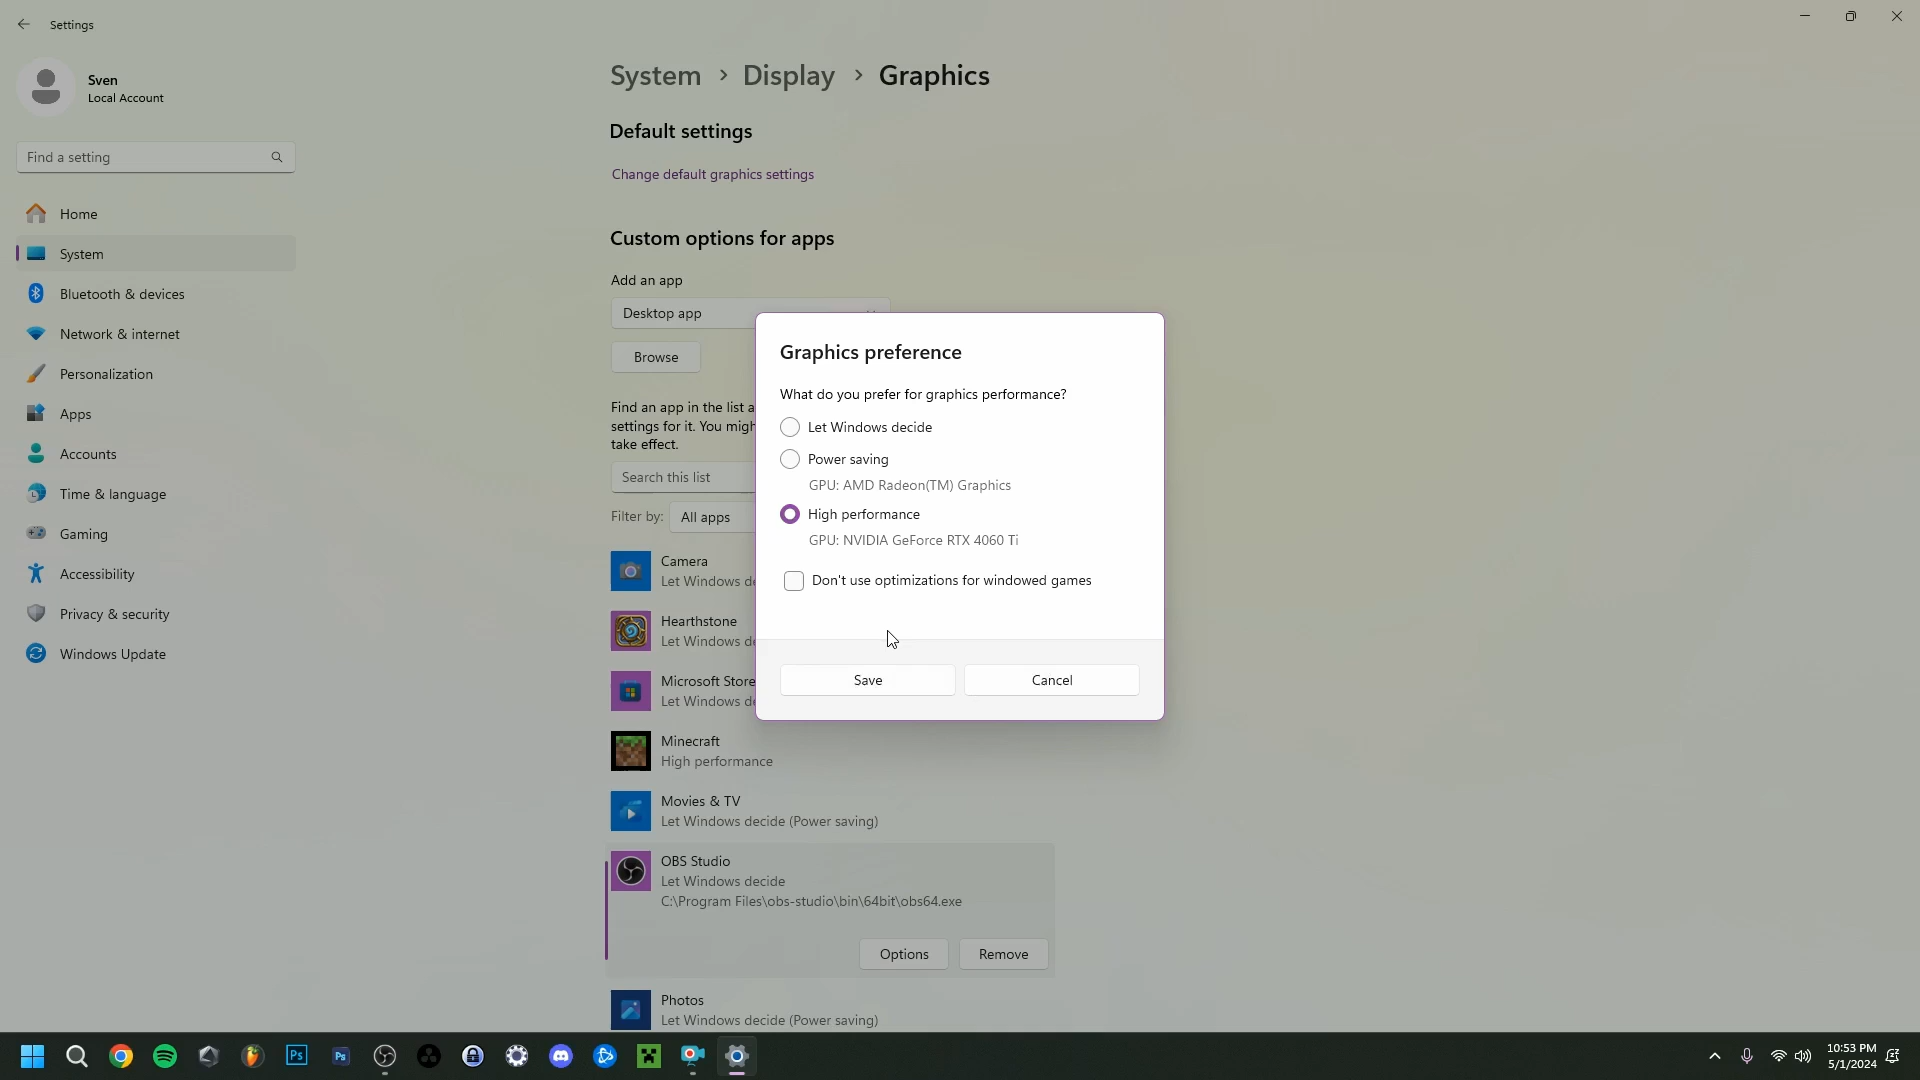 Settings
Sven
Local Account
Find a setting
Home
System
Bluetooth & devices
Network & internet
Personalization
Apps
Accounts
Time & language
Gaming
Accessibility
Privacy & security
Windows Update
System > Display > Graphics
Default settings
Change default graphics settings
Custom options for apps
Add an app
Desktop app
Browse
Find an app in the list a
settings for it. You migh
take effect.
Search this list
Filter by: All apps
Camera
Let Windows de
Hearthstone
Let Windows de
Microsoft Store
Let Windows de
Minecraft
High performance
Movies & TV
Let Windows decide (Power saving)
OBS Studio
Let Windows decide
C:\Program Files\obs-studio\bin\64bit\obs64.exe
Options Remove
Photos
Let Windows decide (Power saving)
Graphics preference
What do you prefer for graphics performance?
Let Windows decide
Power saving
GPU: AMD Radeon(TM) Graphics
High performance
GPU: NVIDIA GeForce RTX 4060 Ti
Don't use optimizations for windowed games
Save Cancel
Ps
Ps
10:53 PM
5/1/2024